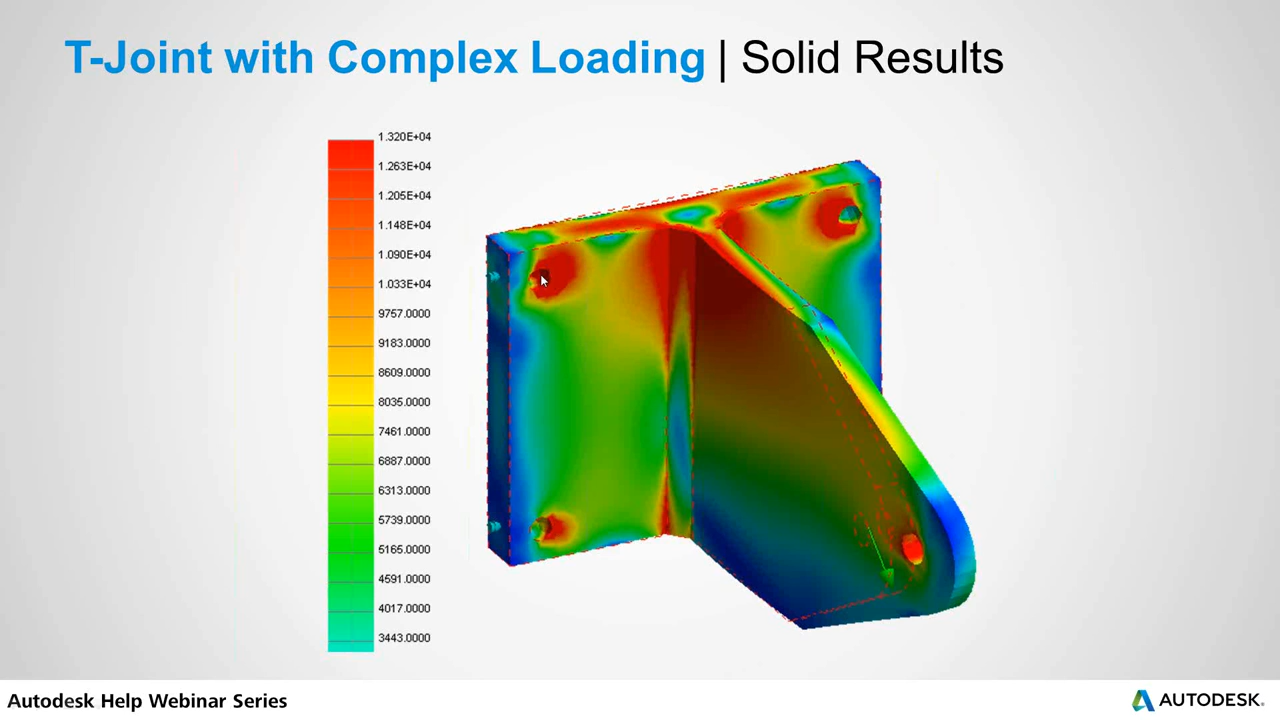 T-Joint with Complex Loading | Solid Results
1.320E+04
1.263E+04
1.205E+04
1.148E+04
1.090E+04
1.033E+04
9757.0000
9183.0000
8609.0000
8035.0000
7461.0000
6887.0000
6313.0000
5739.0000
5165.0000
4591.0000
4017.0000
3443.0000
Autodesk Help Webinar Series
AUTODESK.